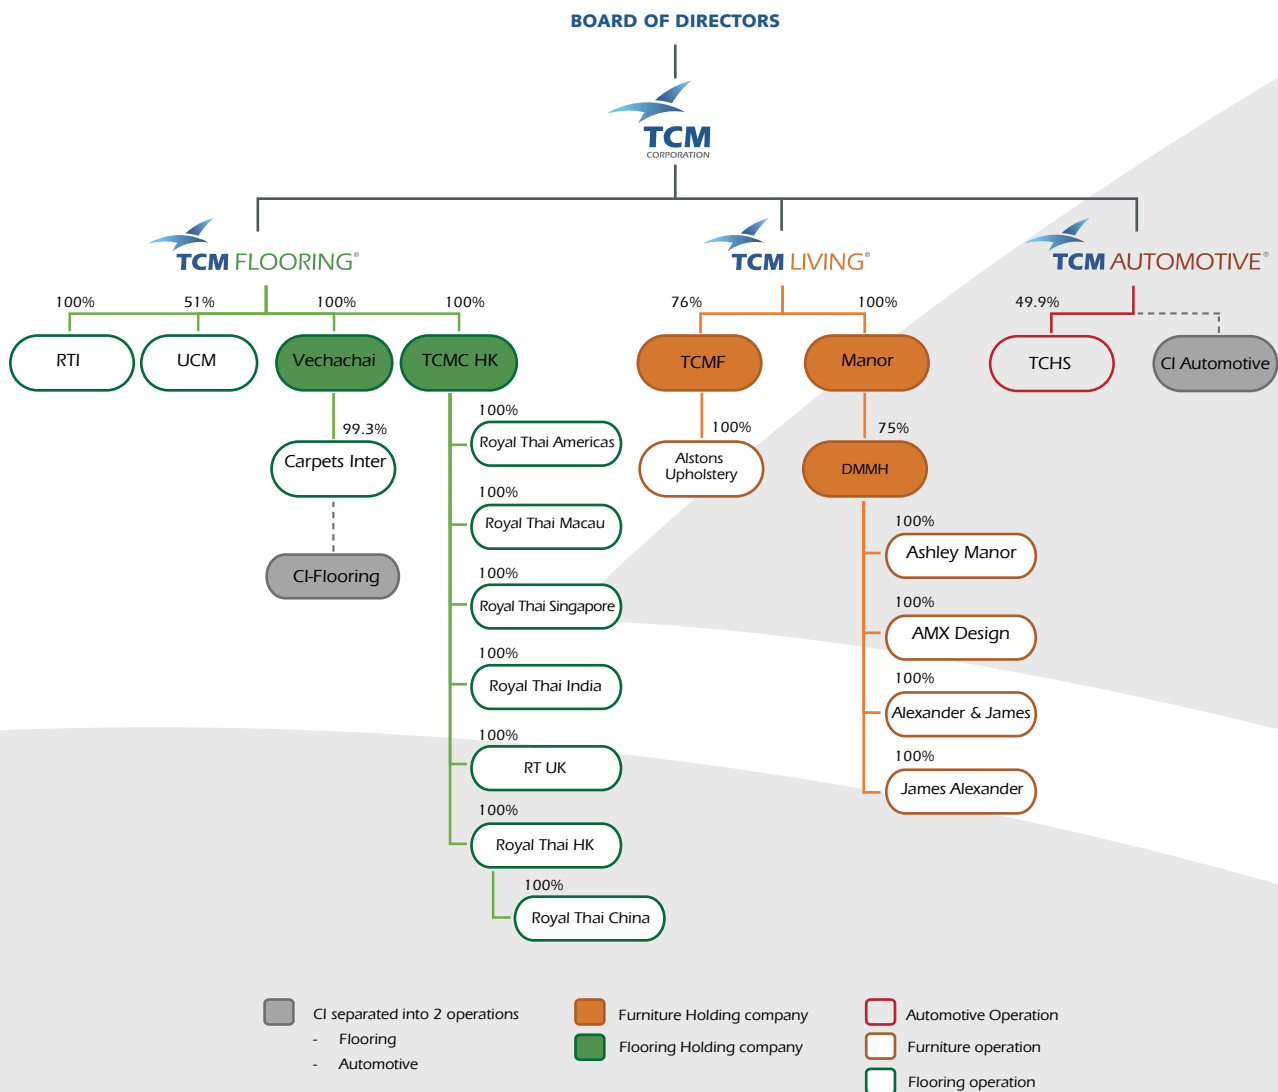 BOARD OF DIRECTORS
TCM
CORPORATION
TCM FLOORING®
TCM LIVING®
TCM AUTOMOTIVE®
100%
51%
100%
100%
76%
100%
49.9%
RTI
UCM
Vechachai
TCMC HK
TCMF
Manor
TCHS
CI Automotive
99.3%
Carpets Inter
CI-Flooring
100%
Royal Thai Americas
100%
Royal Thai Macau
100%
Royal Thai Singapore
100%
Royal Thai India
100%
RT UK
100%
Royal Thai HK
100%
Royal Thai China
100%
Alstons
Upholstery
75%
DMMH
100%
Ashley Manor
100%
AMX Design
100%
Alexander & James
100%
James Alexander
CI separated into 2 operations
- Flooring
- Automotive
Furniture Holding company
Flooring Holding company
Automotive Operation
Furniture operation
Flooring operation